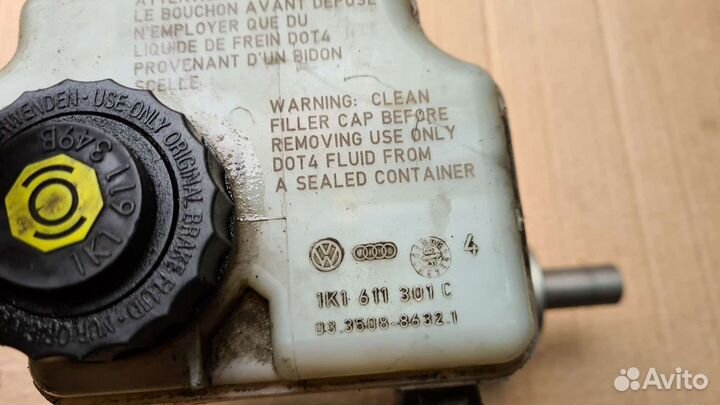 LE BOUCHON AVANT DEPOSE
N'EMPLOYER QUE DU
LIQUIDE DE FREIN DOT4
PROVENANT D'UN BIDON
SCELLE
WARNING: CLEAN
FILLER CAP BEFORE
REMOVING USE ONLY
DOT4 FLUID FROM
A SEALED CONTAINER
USE ONLY ORIGINAL BRAKE FLUID
1K1 611 349B
4
1K1 611 301 C
03.3508-8632.1
Avito